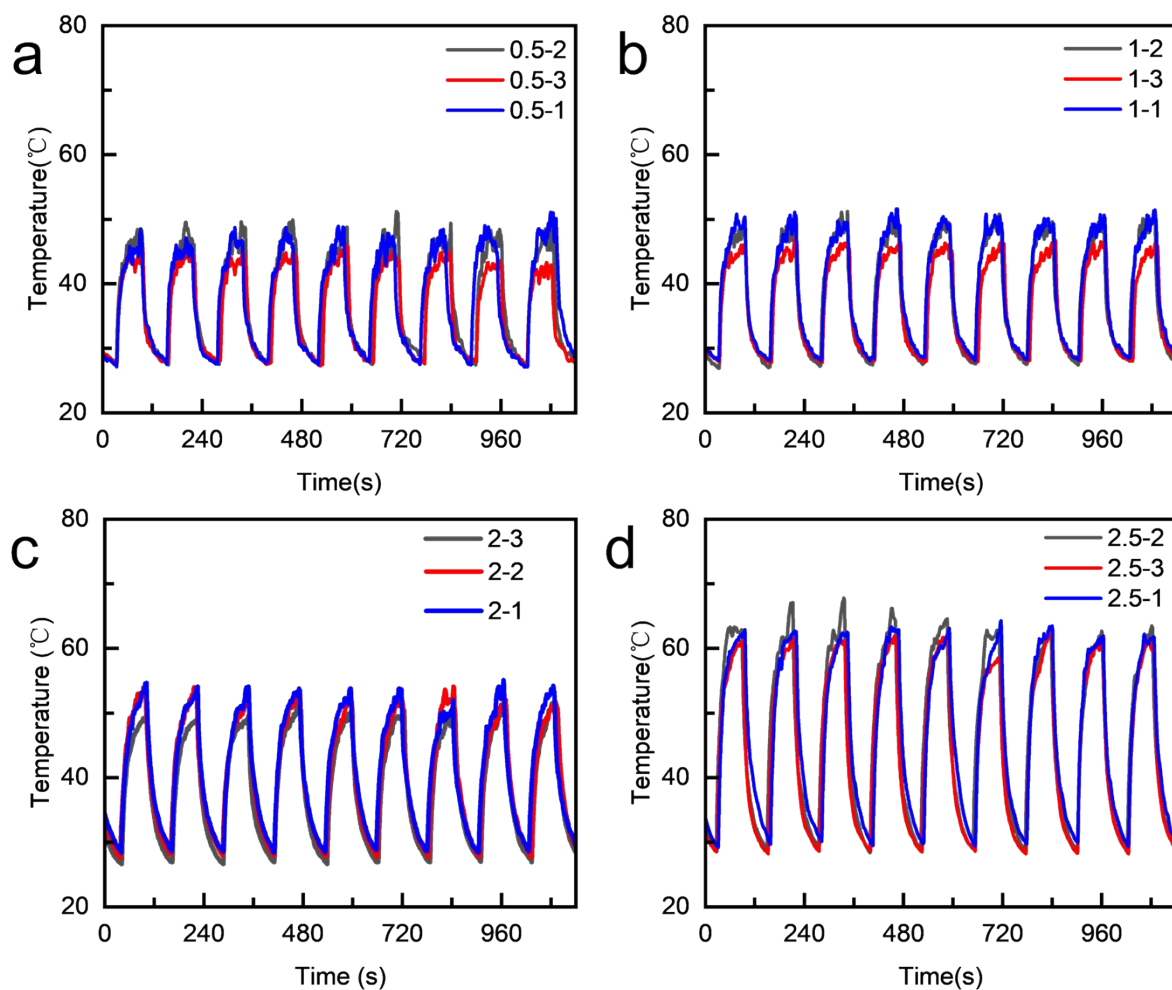 a
80
60
40
20
Temperature(℃)
0.5-2
0.5-3
0.5-1
0 240 480 720 960
Time(s)
b
80
60
40
20
Temperature(℃)
1-2
1-3
1-1
0 240 480 720 960
Time(s)
c
80
60
40
20
Temperature (℃)
2-3
2-2
2-1
0 240 480 720 960
Time (s)
d
80
60
40
20
Temperature(℃)
2.5-2
2.5-3
2.5-1
0 240 480 720 960
Time(s)